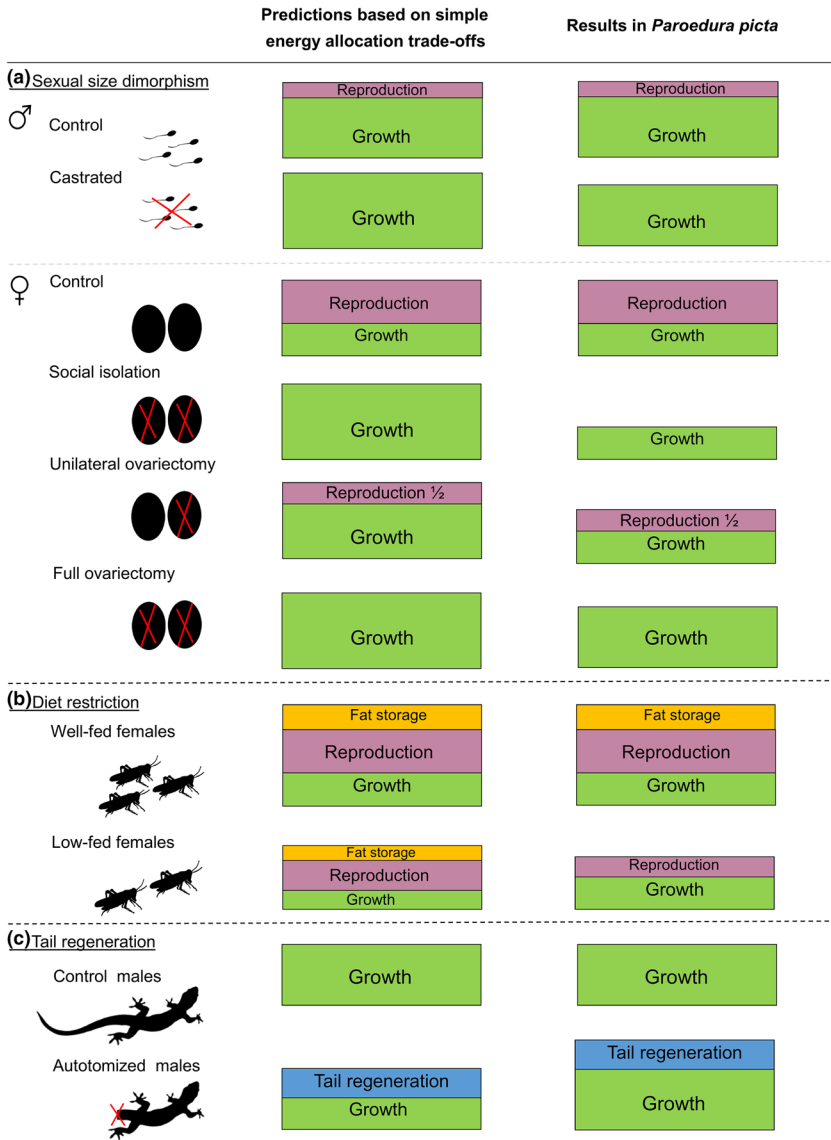 Predictions based on simple
energy allocation trade-offs
Results in Paroedura picta
(a) Sexual size dimorphism
♂
Control
Reproduction
Growth
Reproduction
Growth
Castrated
Growth
Growth
♀
Control
Reproduction
Growth
Reproduction
Growth
Social isolation
Growth
Growth
Unilateral ovariectomy
Reproduction ½
Growth
Reproduction ½
Growth
Full ovariectomy
Growth
Growth
(b) Diet restriction
Well-fed females
Fat storage
Reproduction
Growth
Fat storage
Reproduction
Growth
Low-fed females
Fat storage
Reproduction
Growth
Reproduction
Growth
(c) Tail regeneration
Control males
Growth
Growth
Autotomized males
Tail regeneration
Growth
Tail regeneration
Growth